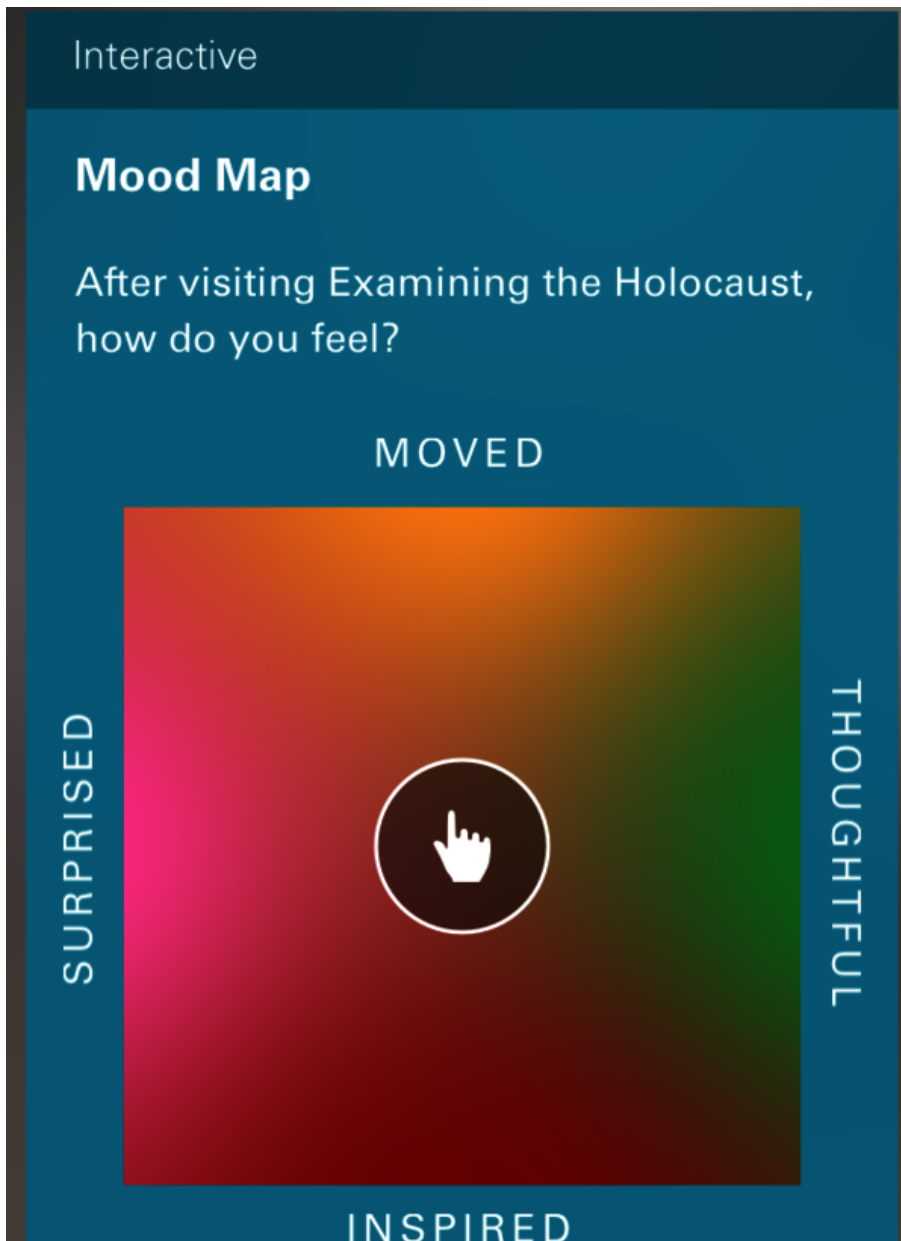 Interactive
Mood Map
After visiting Examining the Holocaust,
how do you feel?
MOVED
SURPRISED
THOUGHTFUL
INSPIRED